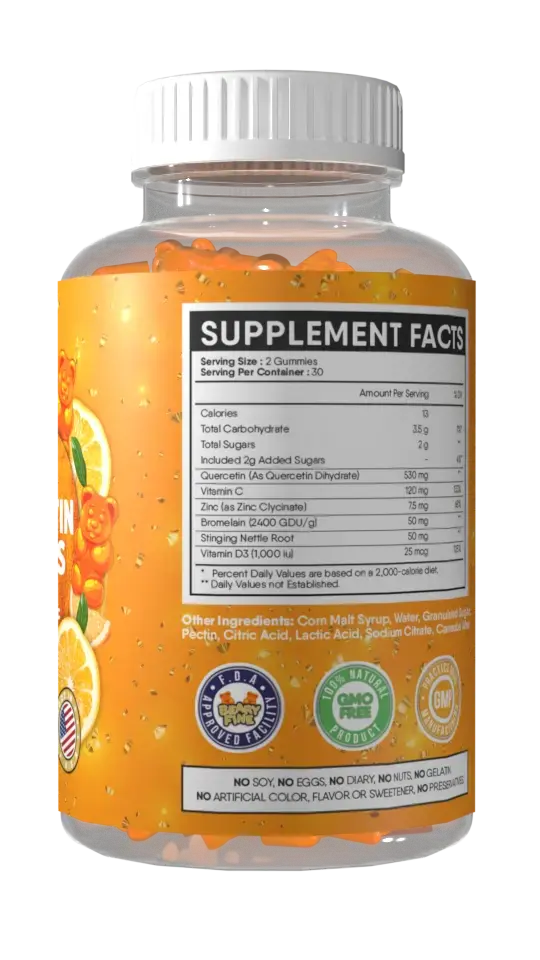 SUPPLEMENT FACTS
Serving Size : 2 Gummies
Serving Per Container : 30
Amount Per Serving
Calories 13
Total Carbohydrate 3.5 g
Total Sugars 2 g
Included 2g Added Sugars -
Quercetin (As Quercetin Dihydrate) 530 mg
Vitamin C 120 mg
Zinc (as Zinc Clycinate) 7.5 mg
Bromelain (2400 GDU/g) 50 mg
Stinging Nettle Root 50 mg
Vitamin D3 (1,000 iu) 25 mcg
* Percent Daily Values are based on a 2,000-calorie diet.
** Daily Values not Established.
Other Ingredients: Corn Malt Syrup, Water, Granulated Sugar,
Pectin, Citric Acid, Lactic Acid, Sodium Citrate,
F.D.A
BEARY
FINE
APPROVED FACILITY
100% NATURAL
GMO
FREE
PRODUCT
GMP
NO SOY, NO EGGS, NO DIARY, NO NUTS, NO GELATIN
NO ARTIFICIAL COLOR, FLAVOR OR SWEETENER, NO